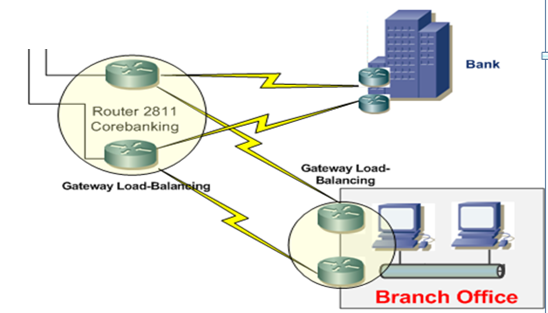 Bank
Router 2811
Corebanking
Gateway Load-Balancing
Gateway Load-
Balancing
Branch Office